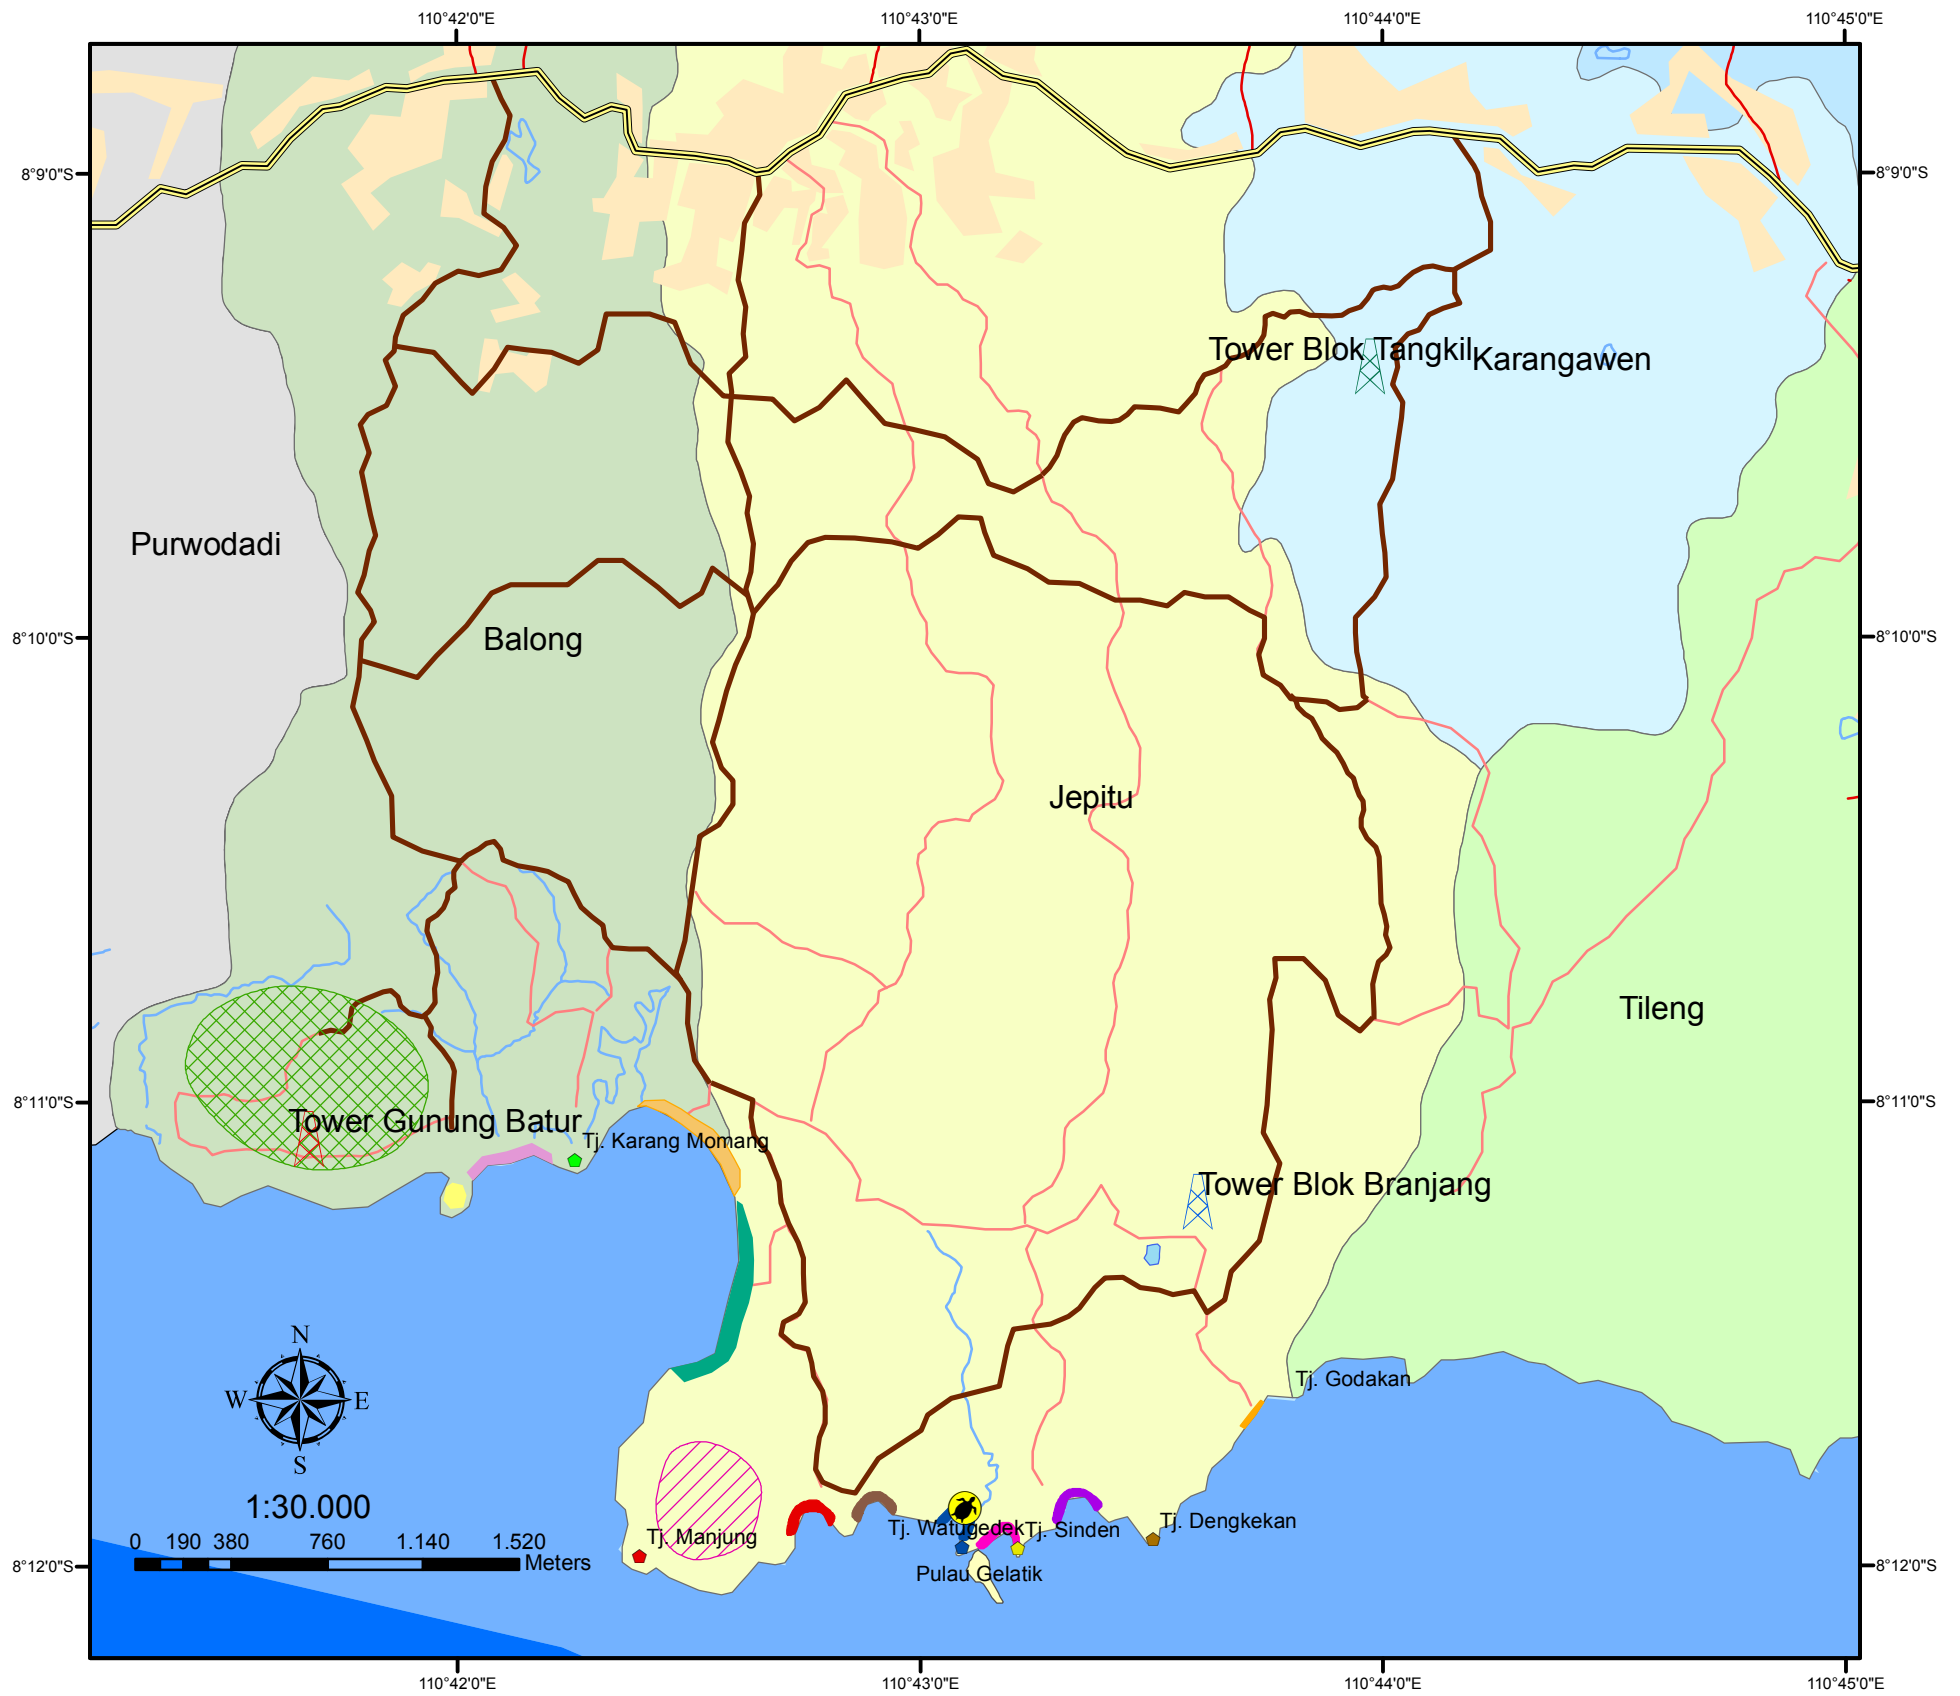 110°42'0"E 110°43'0"E 110°44'0"E 110°45'0"E
8°9'0"S 8°9'0"S
Tower Blok Tangkil
Karangawen
Purwodadi
8°10'0"S Balong 8°10'0"S
Jepitu
Tileng
8°11'0"S 8°11'0"S
Tower Gunung Batur
Tj. Karang Momang
Tower Blok Branjang
N
W E
S
Tj. Godakan
1:30.000
0 190 380 760 1.140 1.520
Meters
Tj. Manjung
Tj. Watugedek
Tj. Sinden
Tj. Dengkekan
Pulau Gelatik
8°12'0"S 8°12'0"S
110°42'0"E 110°43'0"E 110°44'0"E 110°45'0"E